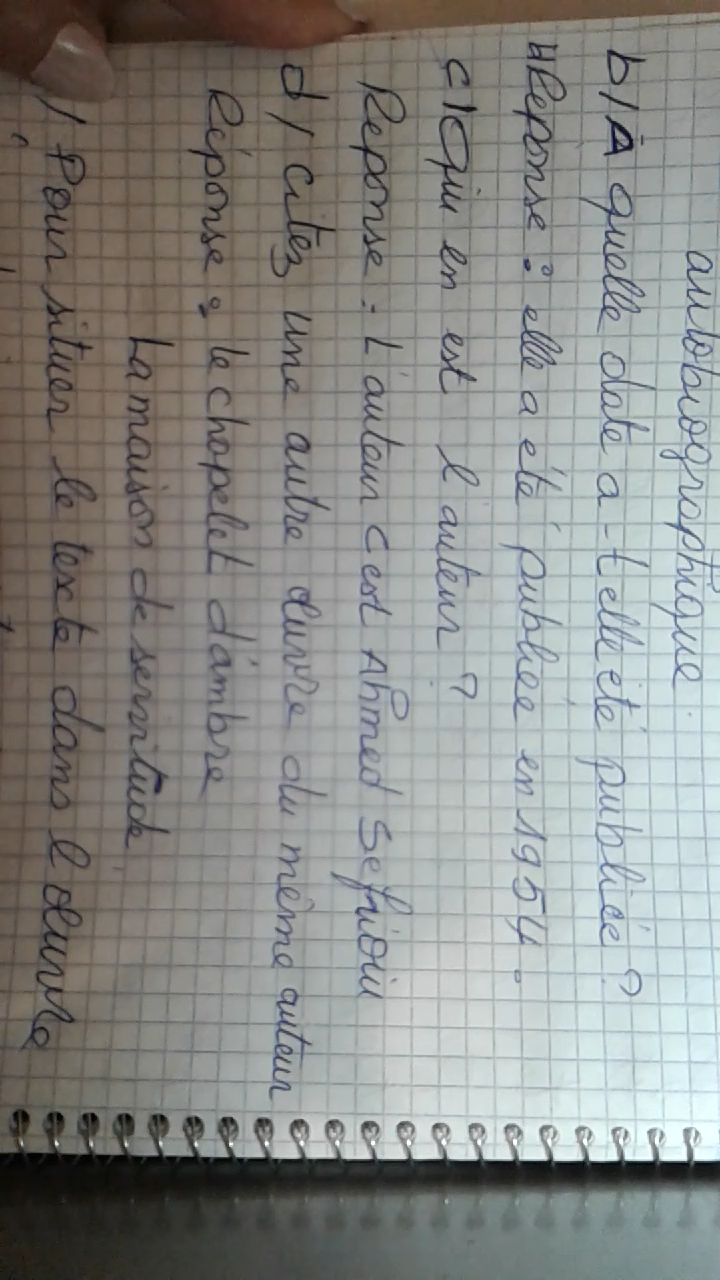 autobiographique.
b/ À quelle date a-t elle été publiée ?
Reponse : elle a été publiée en 1954.
c/ Qui en est l'auteur ?
Reponse : L'auteur c'est Ahmed Sefrioui
d/ citez une autre œuvre du même auteur
Réponse : le chapelet d'ambre
La maison de servitude
/ Pour situer le texte dans l'œuvre